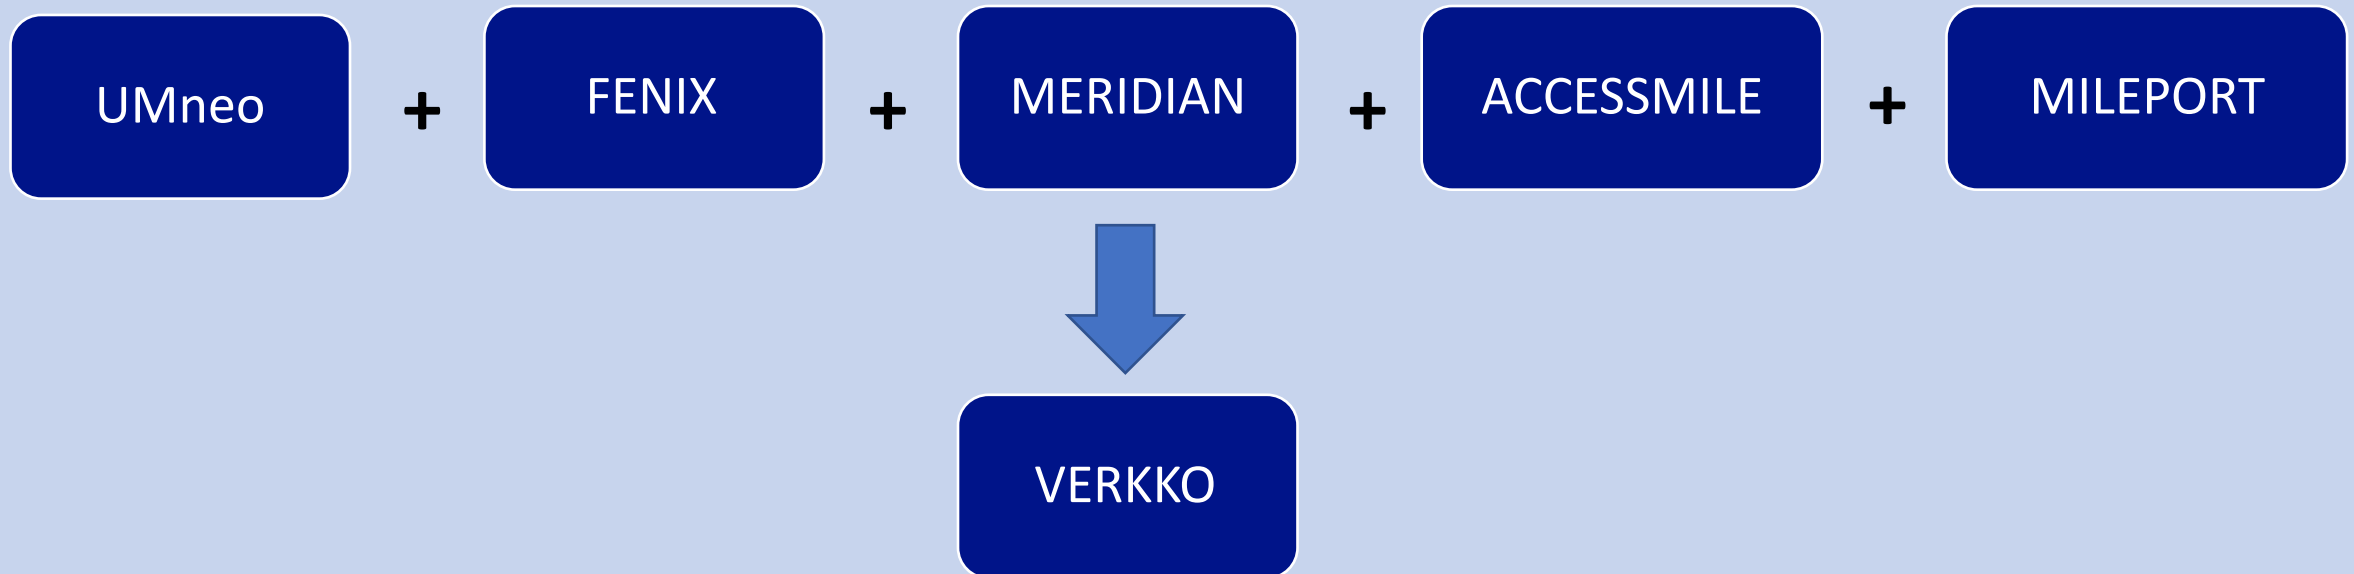 UMneo + FENIX + MERIDIAN + ACCESSMILE + MILEPORT
VERKKO